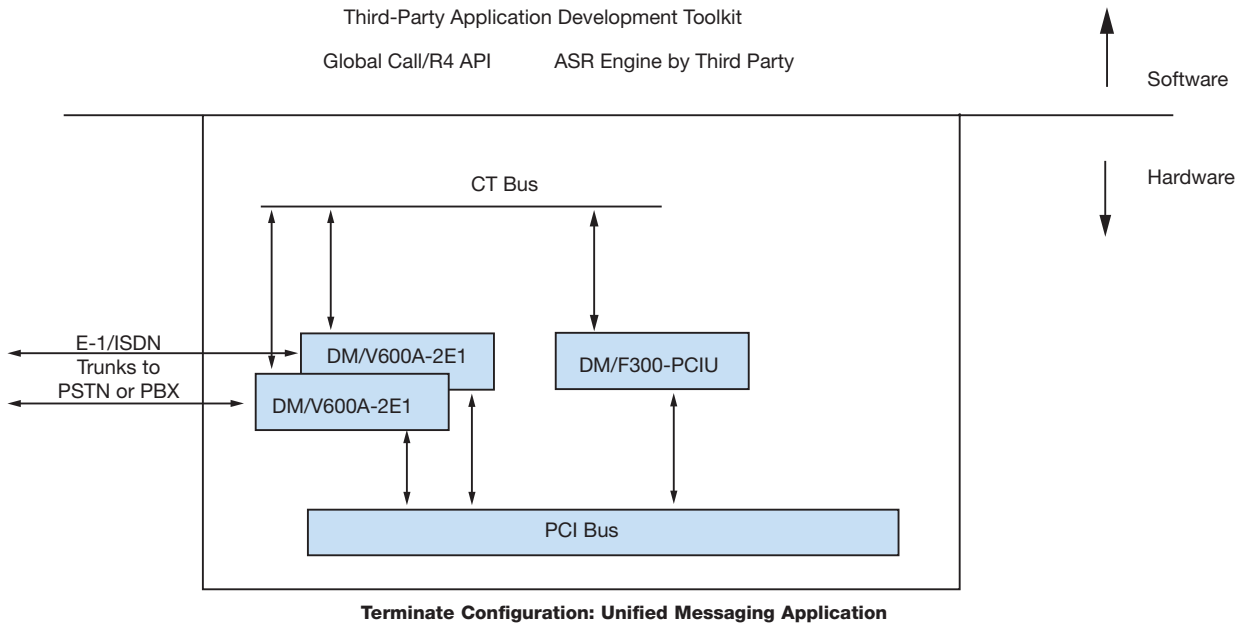 Third-Party Application Development Toolkit
Global Call/R4 API
ASR Engine by Third Party
Software
Hardware
CT Bus
E-1/ISDN
Trunks to
PSTN or PBX
DM/V600A-2E1
DM/V600A-2E1
DM/F300-PCIU
PCI Bus
Terminate Configuration: Unified Messaging Application